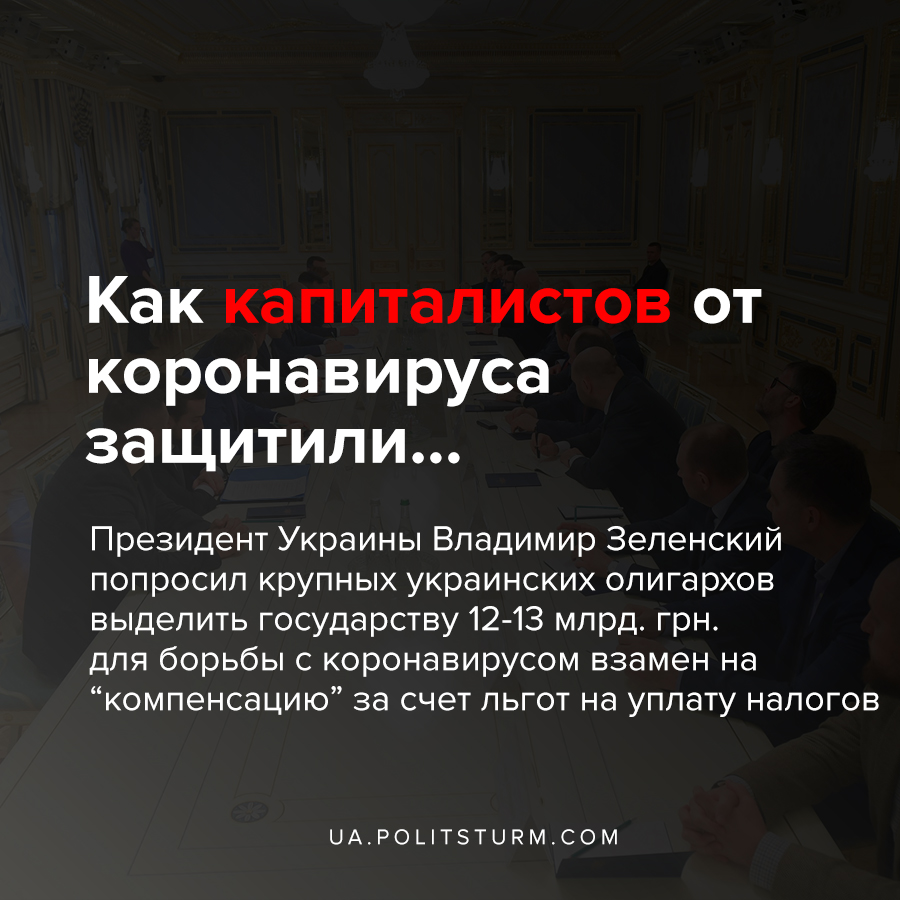 Как капиталистов от
коронавируса
защитили...
Президент Украины Владимир Зеленский
попросил крупных украинских олигархов
выделить государству 12-13 млрд. грн.
для борьбы с коронавирусом взамен на
“компенсацию” за счет льгот на уплату налогов
UA.POLITSTURM.COM